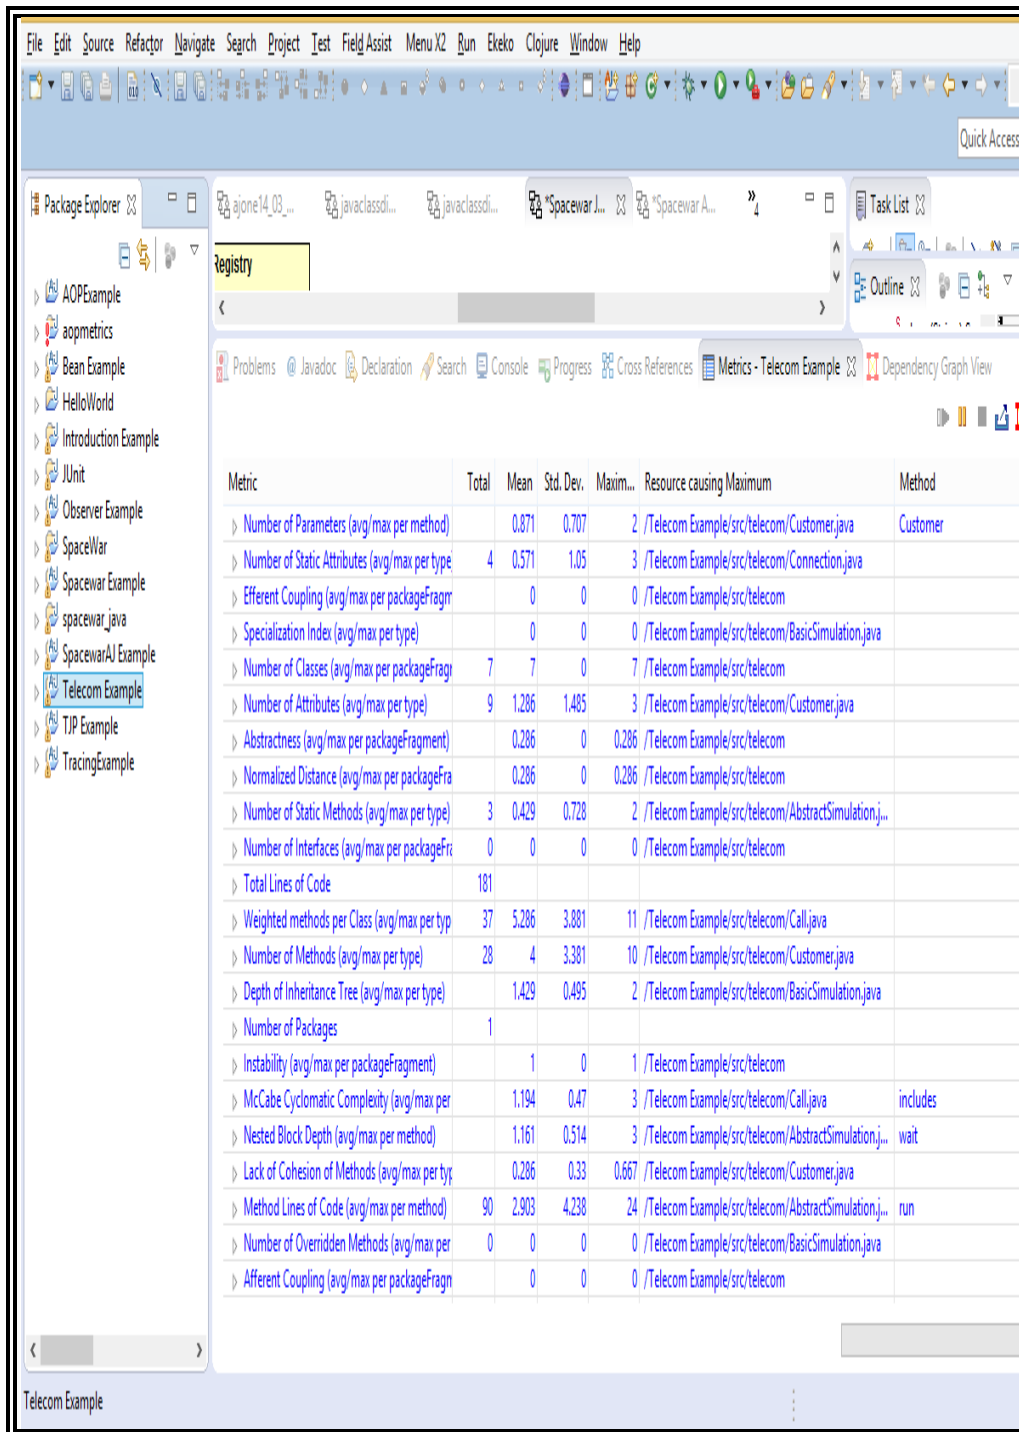 File Edit Source Refactor Navigate Search Project Test Field Assist Menu X2 Run Ekeko Clojure Window Help
Quick Access
Package Explorer
ajone14_03_... javaclassdi... javaclassdi... *Spacewar J... *Spacewar A... »4
Task List
Registry
Outline
AOPExample
aopmetrics
Bean Example
HelloWorld
Introduction Example
JUnit
Observer Example
SpaceWar
Spacewar Example
spacewar_java
SpacewarAJ Example
Telecom Example
TJP Example
TracingExample
Problems @ Javadoc Declaration Search Console Progress Cross References Metrics - Telecom Example Dependency Graph View
Metric Total Mean Std. Dev. Maxim... Resource causing Maximum Method
Number of Parameters (avg/max per method) 0.871 0.707 2 /Telecom Example/src/telecom/Customer.java Customer
Number of Static Attributes (avg/max per type 4 0.571 1.05 3 /Telecom Example/src/telecom/Connection.java
Efferent Coupling (avg/max per packageFragm 0 0 0 /Telecom Example/src/telecom
Specialization Index (avg/max per type) 0 0 0 /Telecom Example/src/telecom/BasicSimulation.java
Number of Classes (avg/max per packageFragr 7 7 0 7 /Telecom Example/src/telecom
Number of Attributes (avg/max per type) 9 1.286 1.485 3 /Telecom Example/src/telecom/Customer.java
Abstractness (avg/max per packageFragment) 0.286 0 0.286 /Telecom Example/src/telecom
Normalized Distance (avg/max per packageFra 0.286 0 0.286 /Telecom Example/src/telecom
Number of Static Methods (avg/max per type) 3 0.429 0.728 2 /Telecom Example/src/telecom/AbstractSimulation.j...
Number of Interfaces (avg/max per packageFra 0 0 0 0 /Telecom Example/src/telecom
Total Lines of Code 181
Weighted methods per Class (avg/max per typ 37 5.286 3.881 11 /Telecom Example/src/telecom/Call.java
Number of Methods (avg/max per type) 28 4 3.381 10 /Telecom Example/src/telecom/Customer.java
Depth of Inheritance Tree (avg/max per type) 1.429 0.495 2 /Telecom Example/src/telecom/BasicSimulation.java
Number of Packages 1
Instability (avg/max per packageFragment) 1 0 1 /Telecom Example/src/telecom
McCabe Cyclomatic Complexity (avg/max per 1.194 0.47 3 /Telecom Example/src/telecom/Call.java includes
Nested Block Depth (avg/max per method) 1.161 0.514 3 /Telecom Example/src/telecom/AbstractSimulation.j... wait
Lack of Cohesion of Methods (avg/max per typ 0.286 0.33 0.667 /Telecom Example/src/telecom/Customer.java
Method Lines of Code (avg/max per method) 90 2.903 4.238 24 /Telecom Example/src/telecom/AbstractSimulation.j... run
Number of Overridden Methods (avg/max per 0 0 0 0 /Telecom Example/src/telecom/BasicSimulation.java
Afferent Coupling (avg/max per packageFragm 0 0 0 /Telecom Example/src/telecom
Telecom Example